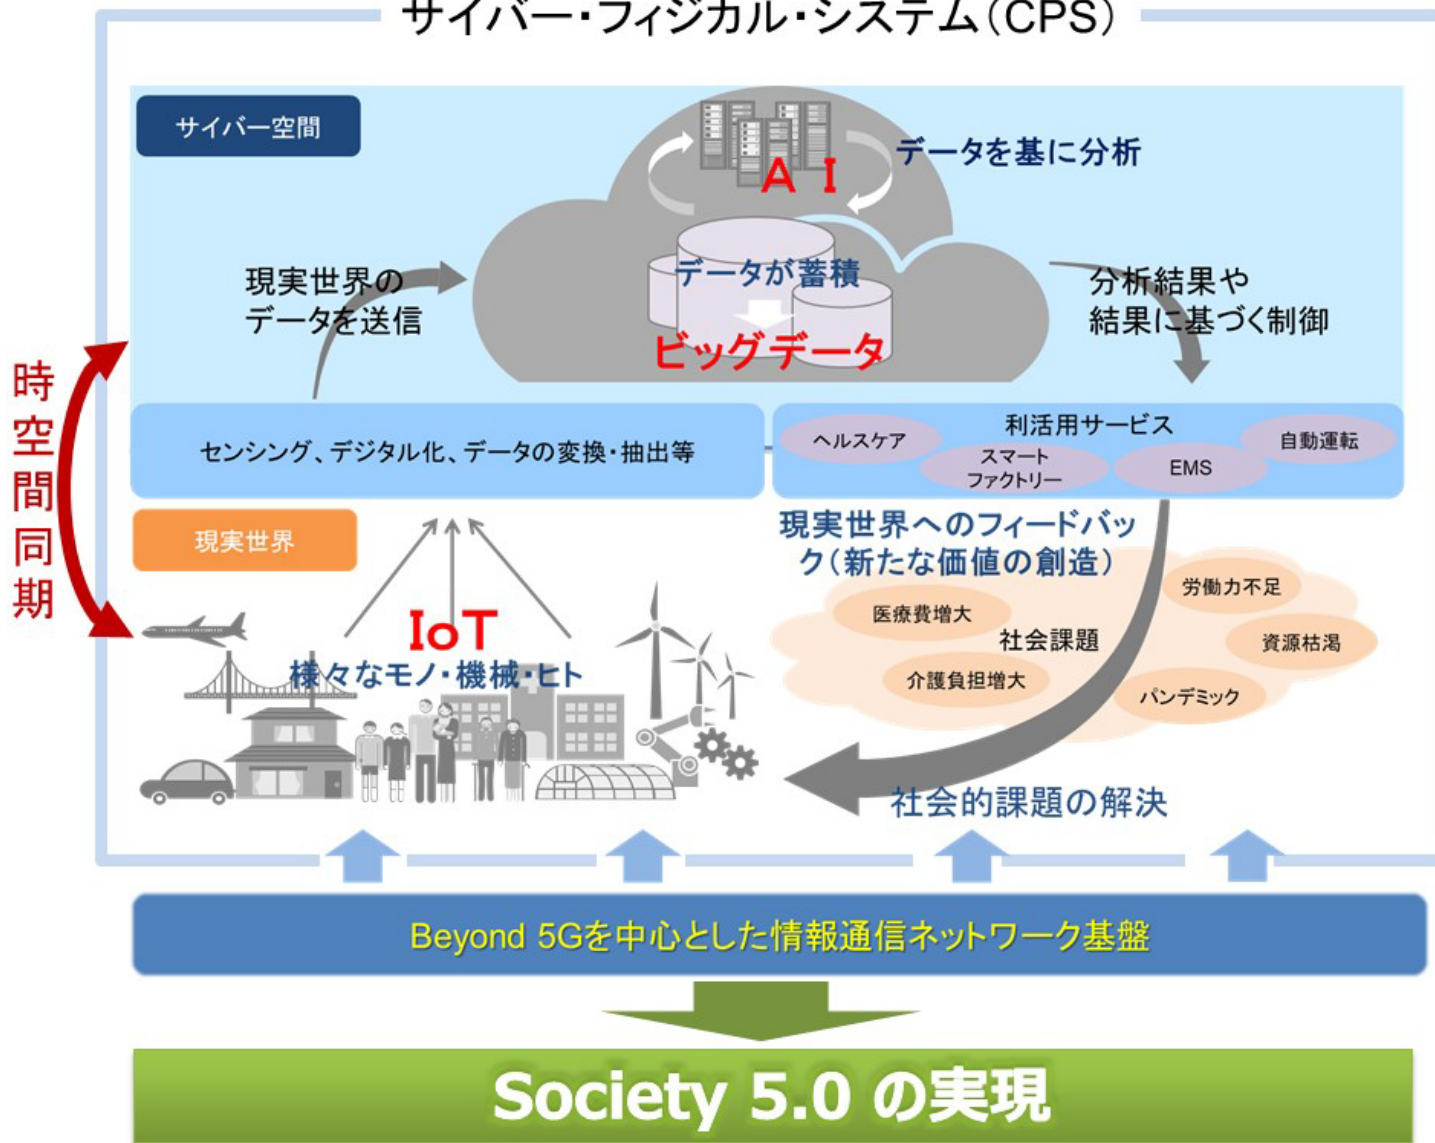 サイバー・フィジカル・システム（CPS）
サイバー空間
AI
データを基に分析
現実世界の
データを送信
データが蓄積
ビッグデータ
分析結果や
結果に基づく制御
時空間同期
センシング、デジタル化、データの変換・抽出等
利活用サービス
ヘルスケア
スマート
ファクトリー
EMS
自動運転
現実世界
現実世界へのフィードバッ
ク（新たな価値の創造）
IoT
様々なモノ・機械・ヒト
医療費増大
労働力不足
社会課題
資源枯渇
介護負担増大
パンデミック
社会的課題の解決
Beyond 5Gを中心とした情報通信ネットワーク基盤
Society 5.0 の実現